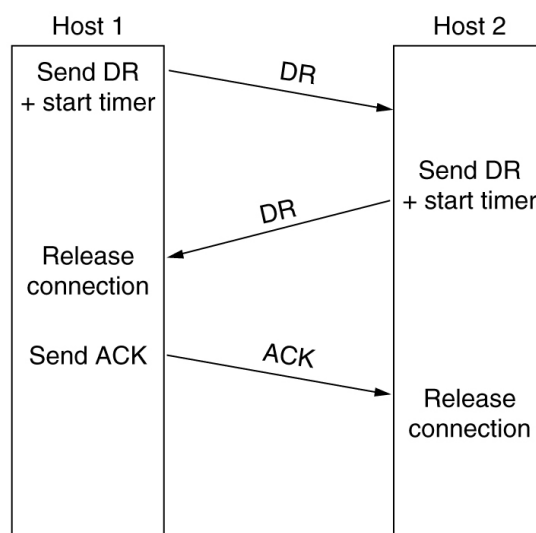 Host 1
Host 2
Send DR
+ start timer
DR
Send DR
+ start timer
DR
Release
connection
Send ACK
ACK
Release
connection